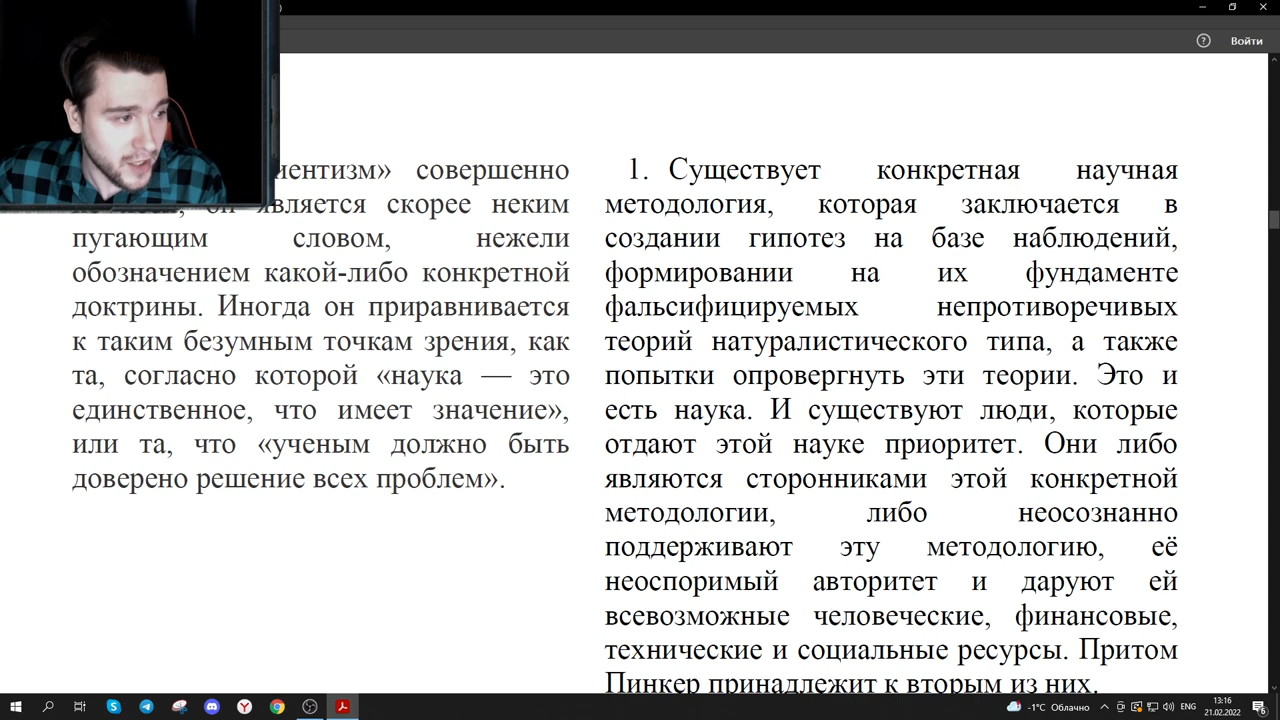 Войти
совершенно
является скорее неким
пугающим словом, нежели
обозначением какой-либо конкретной
доктрины. Иногда он приравнивается
к таким безумным точкам зрения, как
та, согласно которой «наука — это
единственное, что имеет значение»,
или та, что «ученым должно быть
доверено решение всех проблем».
1. Существует конкретная научная
методология, которая заключается в
создании гипотез на базе наблюдений,
формировании на их фундаменте
фальсифицируемых непротиворечивых
теорий натуралистического типа, а также
попытки опровергнуть эти теории. Это и
есть наука. И существуют люди, которые
отдают этой науке приоритет. Они либо
являются сторонниками этой конкретной
методологии, либо неосознанно
поддерживают эту методологию, её
неоспоримый авторитет и даруют ей
всевозможные человеческие, финансовые,
технические и социальные ресурсы. Притом
Пинкер принадлежит к вторым из них.
-1°C Облачно
ENG
13:16
21.02.2022
6